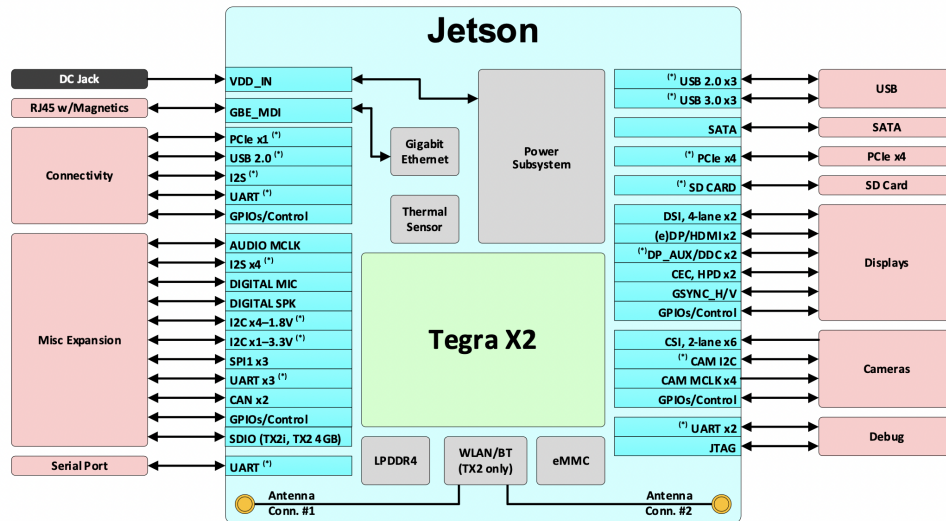 Jetson
DC Jack
RJ45 w/Magnetics
Connectivity
Misc Expansion
Serial Port
VDD_IN
GBE_MDI
PCIe x1 (*)
USB 2.0 (*)
I2S (*)
UART (*)
GPIOs/Control
AUDIO MCLK
I2S x4 (*)
DIGITAL MIC
DIGITAL SPK
I2C x4–1.8V (*)
I2C x1–3.3V (*)
SPI1 x3
UART x3 (*)
CAN x2
GPIOs/Control
SDIO (TX2i, TX2 4GB)
UART (*)
Gigabit
Ethernet
Thermal
Sensor
Power
Subsystem
Tegra X2
LPDDR4
WLAN/BT
(TX2 only)
eMMC
Antenna
Conn. #1
Antenna
Conn. #2
(*) USB 2.0 x3
(*) USB 3.0 x3
SATA
(*) PCIe x4
(*) SD CARD
DSI, 4-lane x2
(e)DP/HDMI x2
(*)DP_AUX/DDC x2
CEC, HPD x2
GSYNC_H/V
GPIOs/Control
CSI, 2-lane x6
(*) CAM I2C
CAM MCLK x4
GPIOs/Control
(*) UART x2
JTAG
USB
SATA
PCIe x4
SD Card
Displays
Cameras
Debug